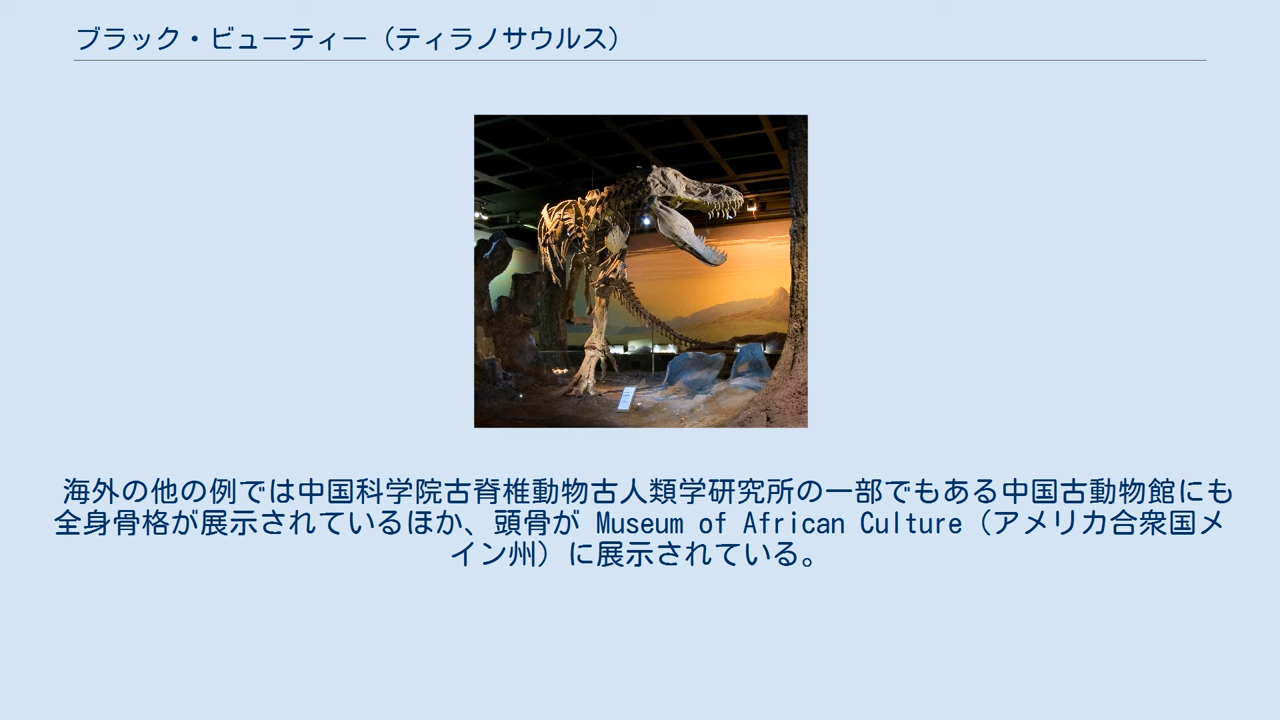 ブラック・ビューティー（ティラノサウルス）
海外の他の例では中国科学院古脊椎動物古人類学研究所の一部でもある中国古動物館にも
全身骨格が展示されているほか、頭骨が Museum of African Culture（アメリカ合衆国メ
イン州）に展示されている。